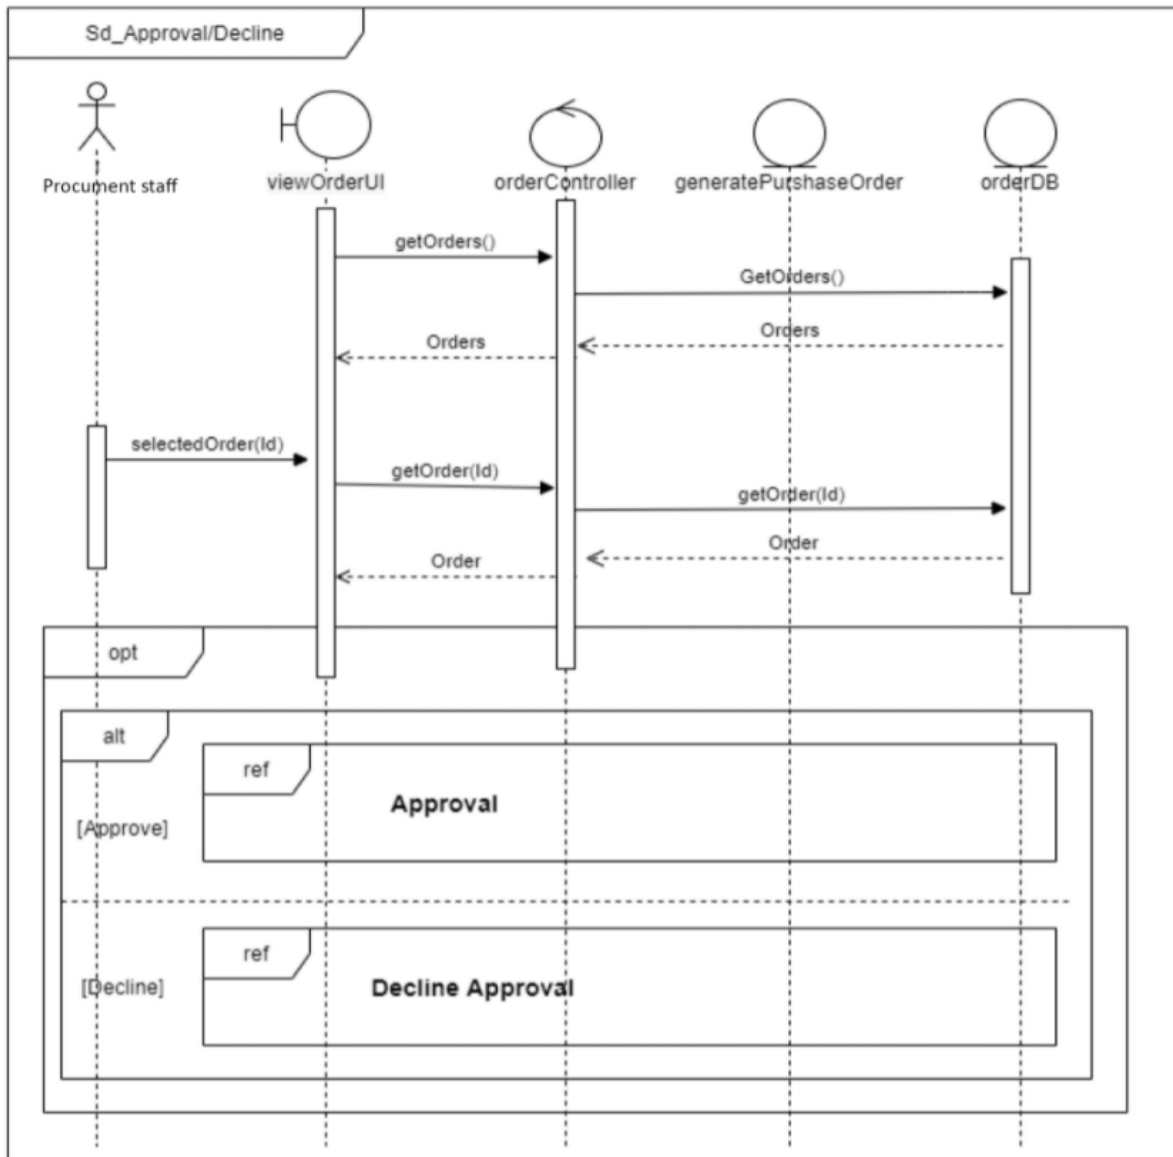 Sd_Approval/Decline
Procument staff
viewOrderUI
orderController
generatePurshaseOrder
orderDB
getOrders()
GetOrders()
Orders
Orders
selectedOrder(Id)
getOrder(Id)
getOrder(Id)
Order
Order
opt
alt
ref
Approval
[Approve]
ref
Decline Approval
[Decline]